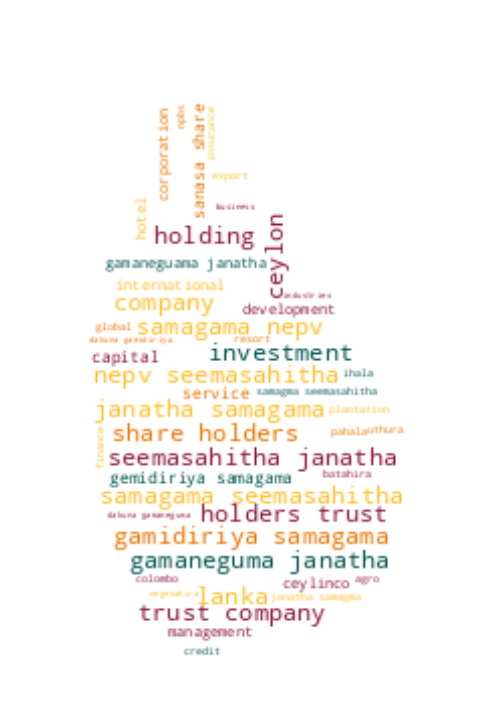 corporation
npbs
sanasa share
insurance
export
hotel
business
holding
ceylon
gamaneguama janatha
international
industries
company
development
global
samagama nepv
dakuna gamidiriya
resort
capital
investment
nepv seemasahitha
ihala
service
samagma seemasahitha
janatha samagama
plantation
finance
share holders
pahala
uthura
seemasahitha janatha
gemidiriya samagama
batahira
samagama seemasahitha
dakuna gamaneguma
holders trust
gamidiriya samagama
gamaneguma janatha
colombo
ceylinco
agro
negenahira
lanka
janatha samagma
trust company
management
credit